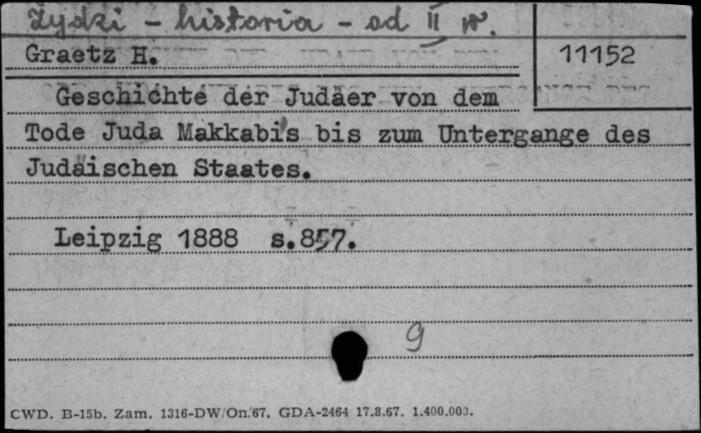 Żydzi - historia - od II w.
Graetz H.
11152
Geschichte der Judäer von dem
Tode Juda Makkabis bis zum Untergange des
Judäischen Staates.
Leipzig 1888 s.857.
9
CWD. B-15b. Zam. 1316-DW/On.67. GDA-2464 17.8.67. 1.400.000.